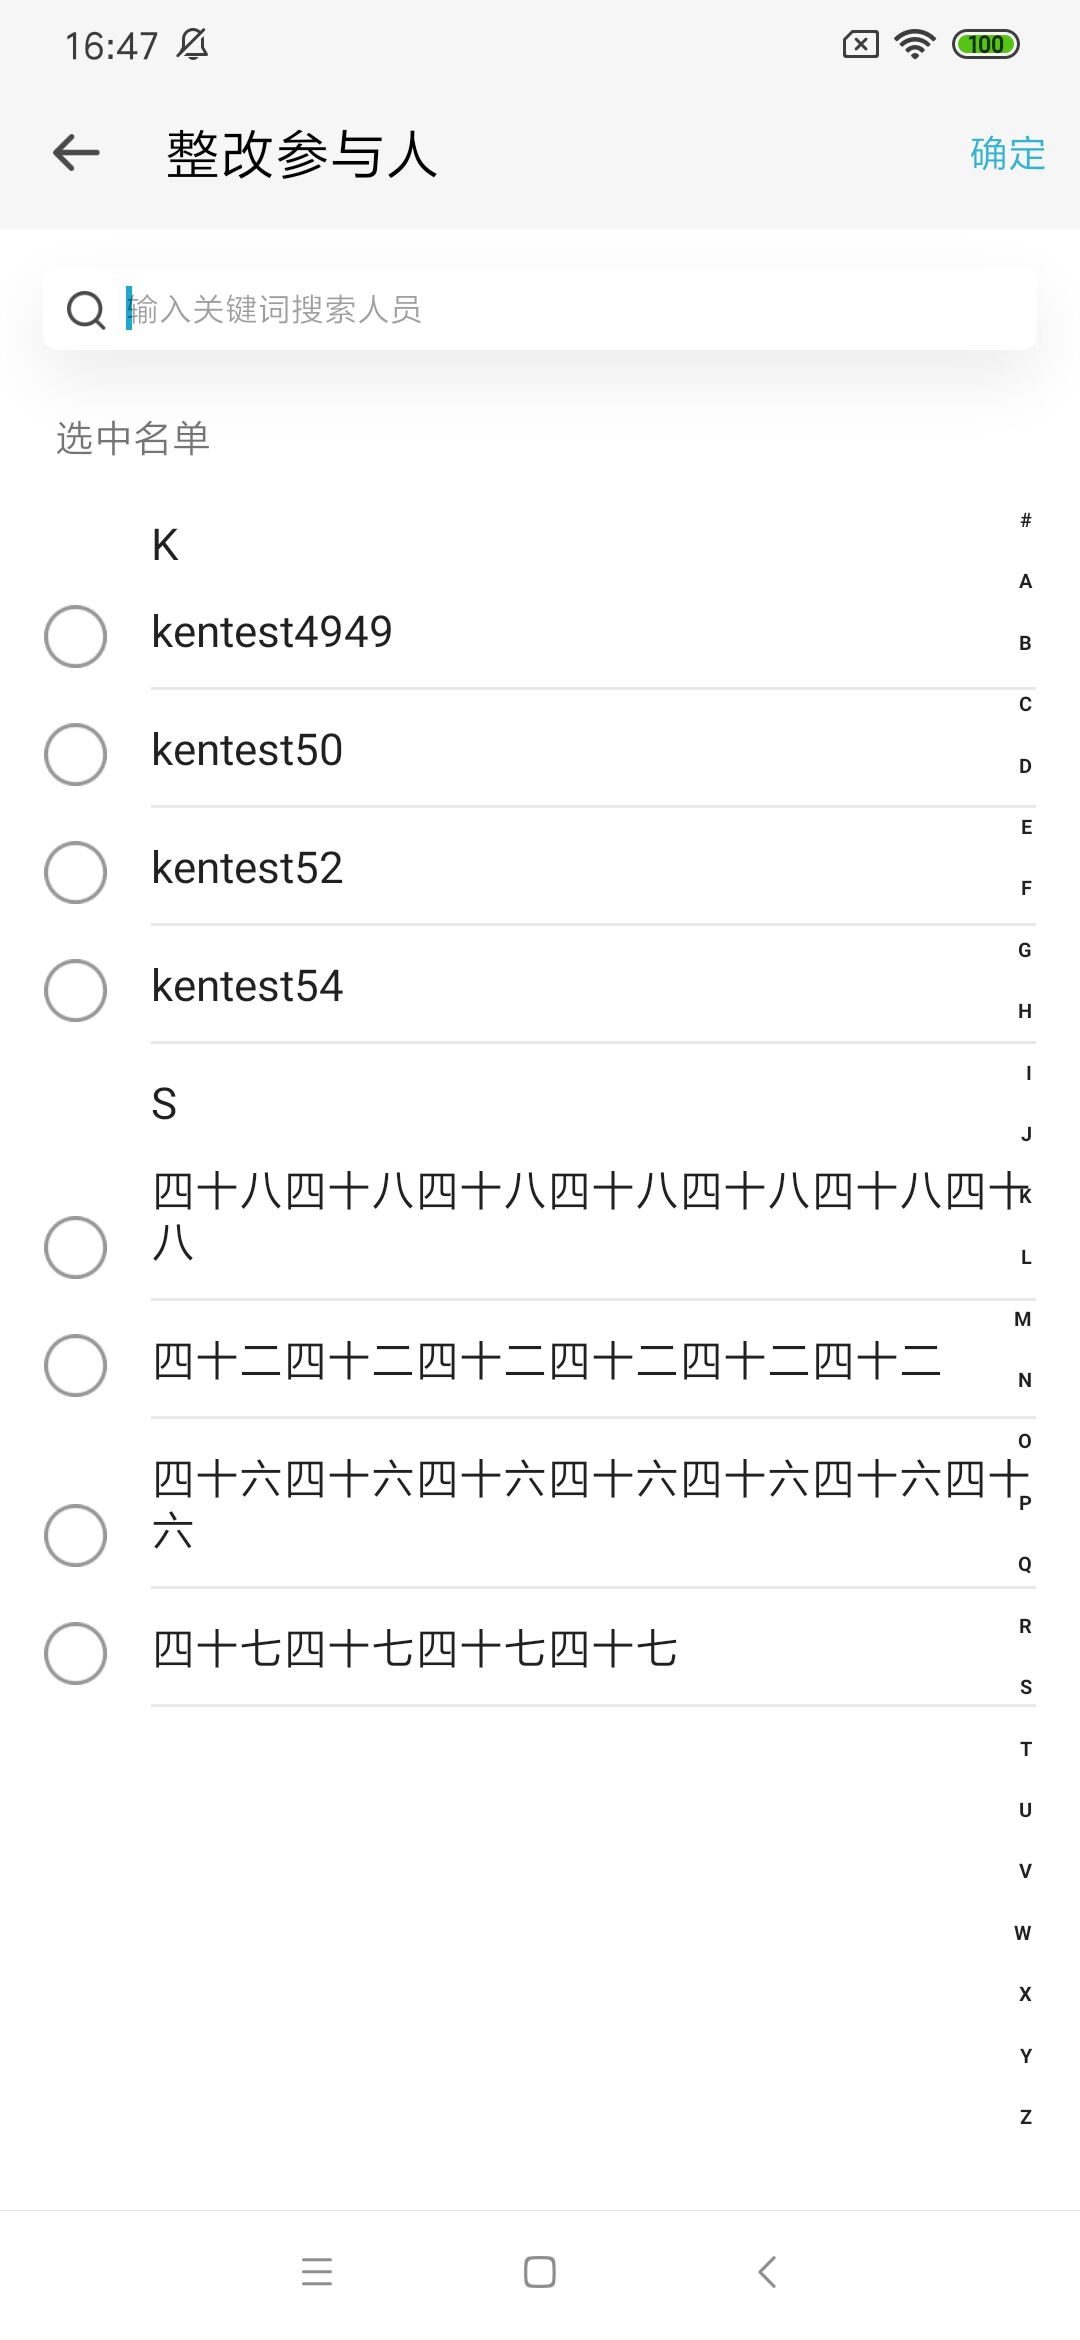 16:47
100
整改参与人
确定
输入关键词搜索人员
选中名单
K
kentest4949
kentest50
kentest52
kentest54
S
四十八四十八四十八四十八四十八四十八四十
八
四十二四十二四十二四十二四十二四十二
四十六四十六四十六四十六四十六四十六四十
六
四十七四十七四十七四十七
#
A
B
C
D
E
F
G
H
I
J
K
L
M
N
O
P
Q
R
S
T
U
V
W
X
Y
Z